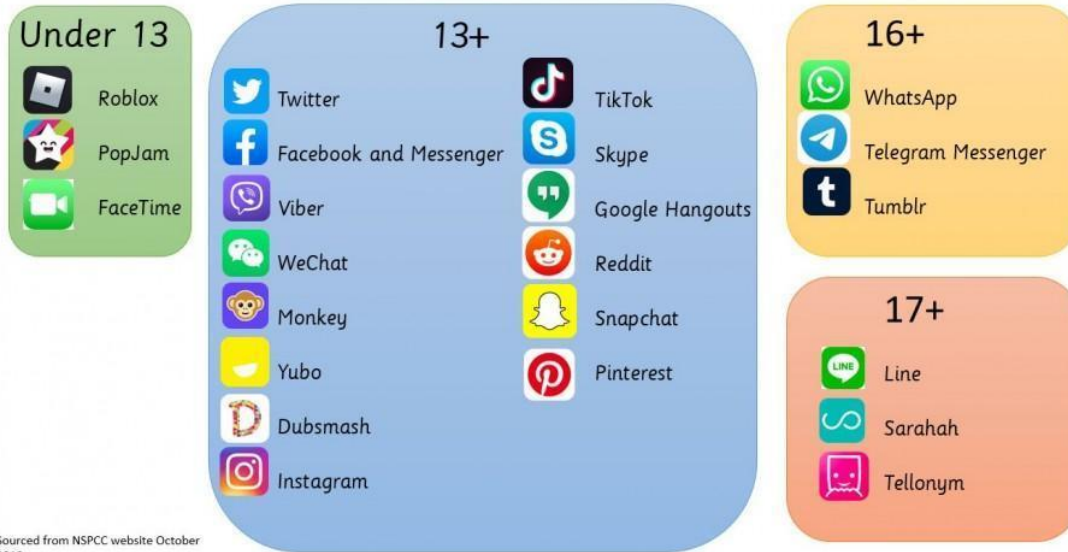 Under 13
Roblox
PopJam
FaceTime
13+
Twitter
Facebook and Messenger
Viber
WeChat
Monkey
Yubo
Dubsmash
Instagram
TikTok
Skype
Google Hangouts
Reddit
Snapchat
Pinterest
16+
WhatsApp
Telegram Messenger
Tumblr
17+
LINE
Line
Sarahah
Tellonym
Sourced from NSPCC website October